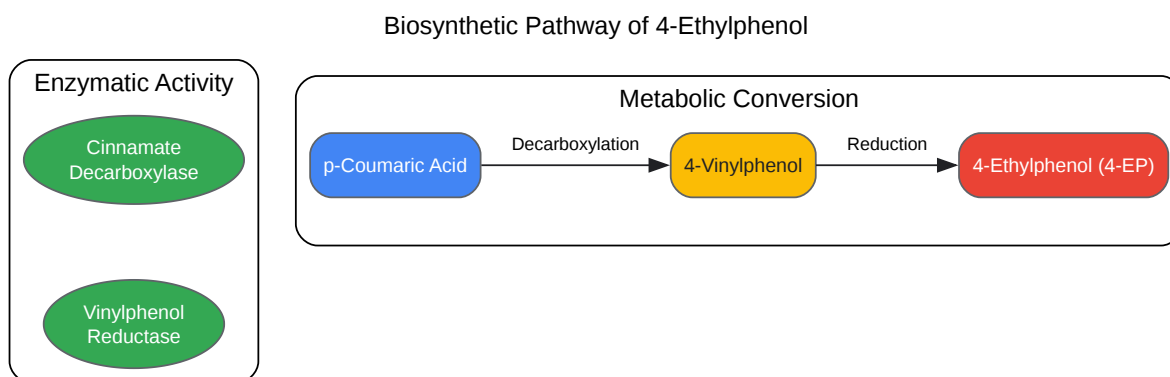 Biosynthetic Pathway of 4-Ethylphenol
Enzymatic Activity
Cinnamate
Decarboxylase
Vinylphenol
Reductase
Metabolic Conversion
p-Coumaric Acid
Decarboxylation
4-Vinylphenol
Reduction
4-Ethylphenol (4-EP)